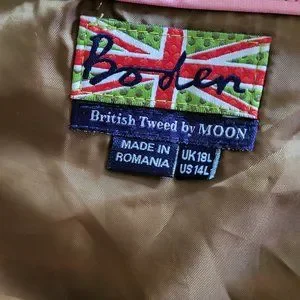 Boden
British Tweed by MOON
MADE IN
ROMANIA
UK18L
US14L